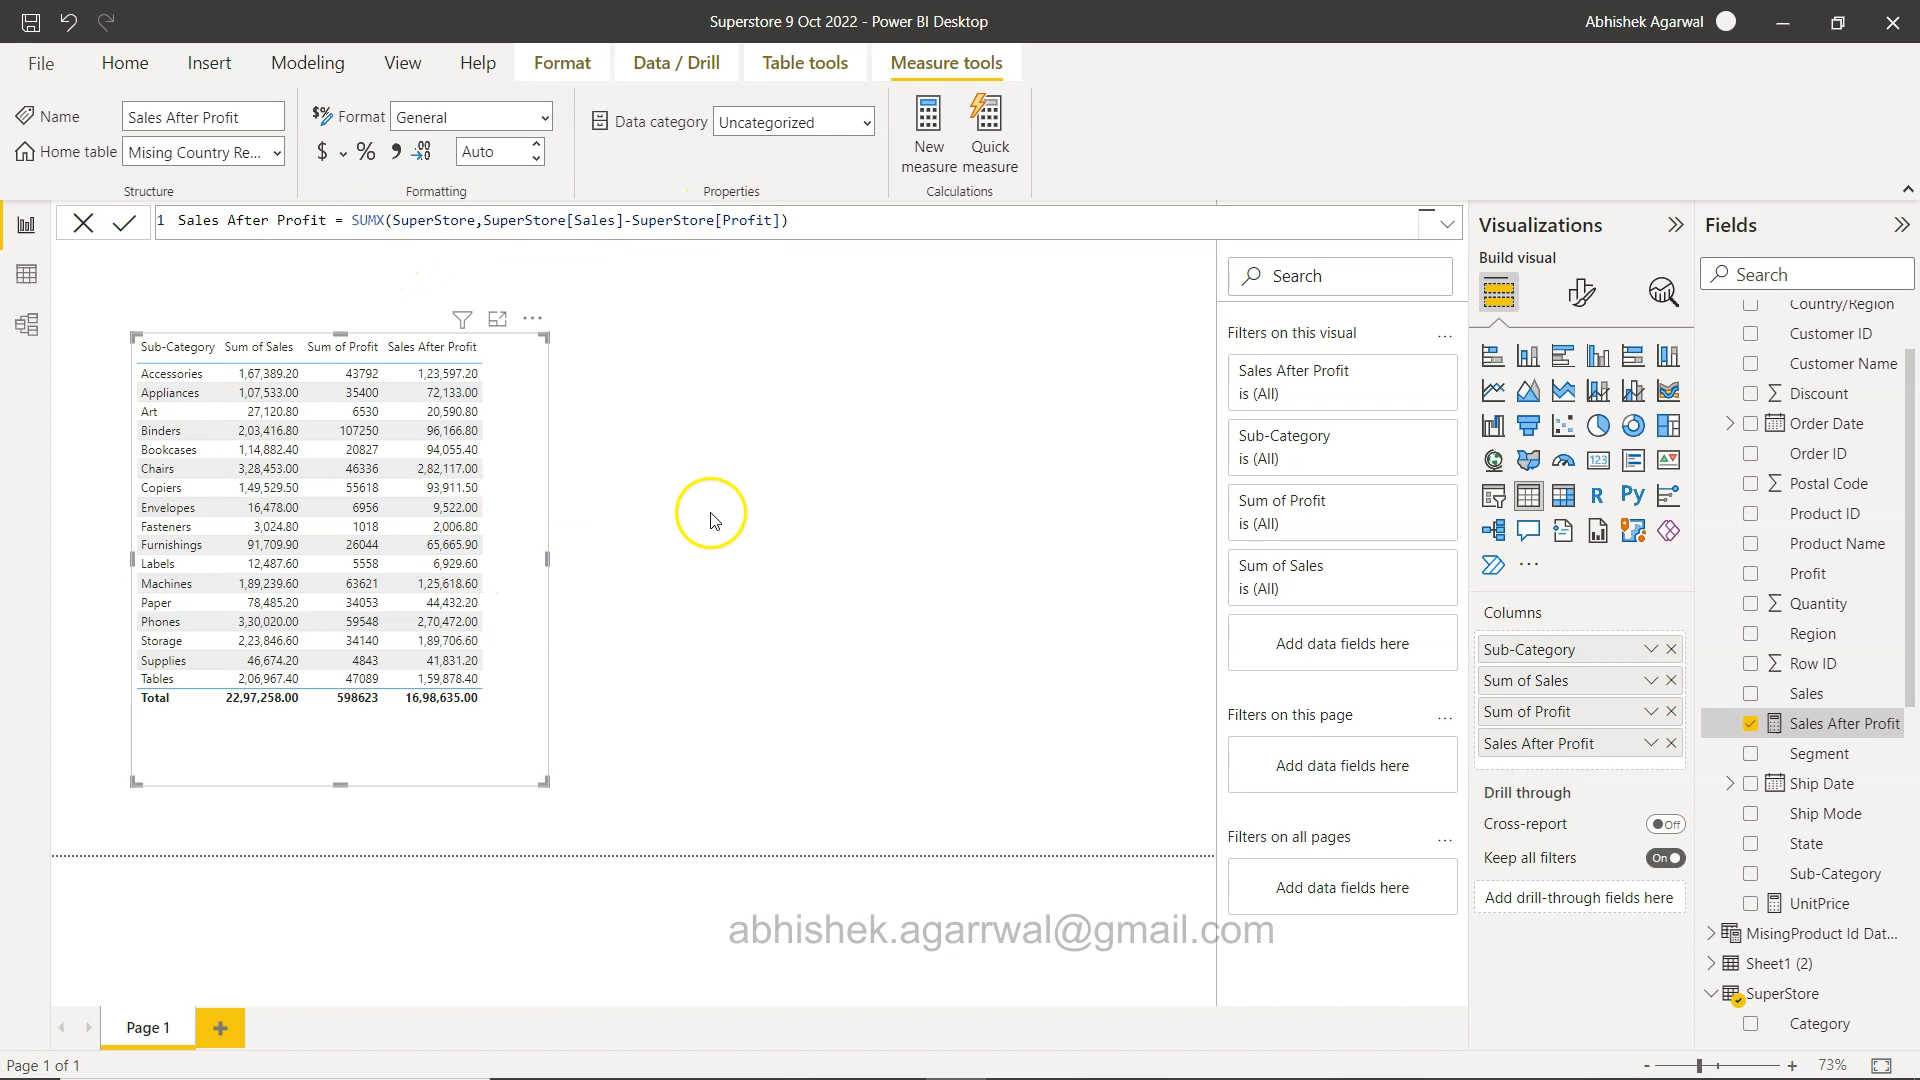 Superstore 9 Oct 2022 - Power BI Desktop
Abhishek Agarwal
File Home Insert Modeling View Help Format Data / Drill Table tools Measure tools
Name Sales After Profit
Home table Mising Country Re...
Structure
$% Format General
$ % , .00 Auto
Formatting
Data category Uncategorized
Properties
New measure
Quick measure
Calculations
1 Sales After Profit = SUMX(SuperStore,SuperStore[Sales]-SuperStore[Profit])
Sub-Category Sum of Sales Sum of Profit Sales After Profit
Accessories 1,67,389.20 43792 1,23,597.20
Appliances 1,07,533.00 35400 72,133.00
Art 27,120.80 6530 20,590.80
Binders 2,03,416.80 107250 96,166.80
Bookcases 1,14,882.40 20827 94,055.40
Chairs 3,28,453.00 46336 2,82,117.00
Copiers 1,49,529.50 55618 93,911.50
Envelopes 16,478.00 6956 9,522.00
Fasteners 3,024.80 1018 2,006.80
Furnishings 91,709.90 26044 65,665.90
Labels 12,487.60 5558 6,929.60
Machines 1,89,239.60 63621 1,25,618.60
Paper 78,485.20 34053 44,432.20
Phones 3,30,020.00 59548 2,70,472.00
Storage 2,23,846.60 34140 1,89,706.60
Supplies 46,674.20 4843 41,831.20
Tables 2,06,967.40 47089 1,59,878.40
Total 22,97,258.00 598623 16,98,635.00
Search
Filters on this visual ...
Sales After Profit
is (All)
Sub-Category
is (All)
Sum of Profit
is (All)
Sum of Sales
is (All)
Add data fields here
Filters on this page ...
Add data fields here
Filters on all pages ...
Add data fields here
Visualizations
Build visual
123
R
Py
...
Columns
Sub-Category
Sum of Sales
Sum of Profit
Sales After Profit
Drill through
Cross-report Off
Keep all filters On
Add drill-through fields here
Fields
Search
Country/Region
Customer ID
Customer Name
Discount
Order Date
Order ID
Postal Code
Product ID
Product Name
Profit
Quantity
Region
Row ID
Sales
Sales After Profit
Segment
Ship Date
Ship Mode
State
Sub-Category
UnitPrice
MisingProduct Id Dat...
Sheet1 (2)
SuperStore
Category
abhishek.agarrwal@gmail.com
Page 1
Page 1 of 1
- + 73%